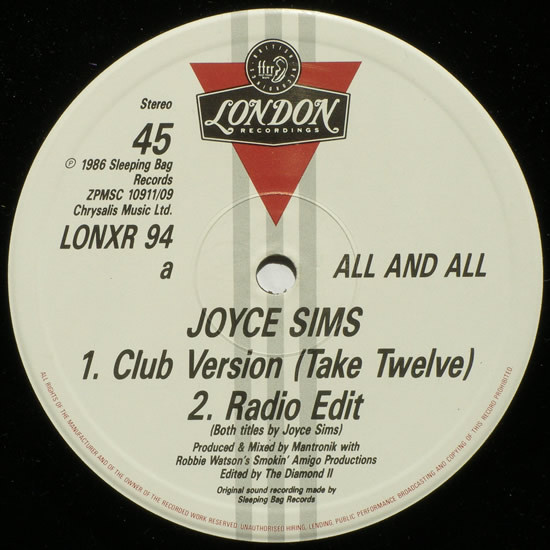 ffrr
LONDON
RECORDINGS
Stereo
45
℗ 1986 Sleeping Bag
Records
ZPMSC 10911/09
Chrysalis Music Ltd.
LONXR 94
a
ALL AND ALL
JOYCE SIMS
1. Club Version (Take Twelve)
2. Radio Edit
(Both titles by Joyce Sims)
Produced & Mixed by Mantronik with
Robbie Watson's Smokin' Amigo Productions
Edited by The Diamond II
Original sound recording made by
Sleeping Bag Records
ALL RIGHTS OF THE MANUFACTURER AND OF THE OWNER OF THE RECORDED WORK RESERVED. UNAUTHORISED HIRING, LENDING, PUBLIC PERFORMANCE BROADCASTING AND COPYING OF THIS RECORD PROHIBITED